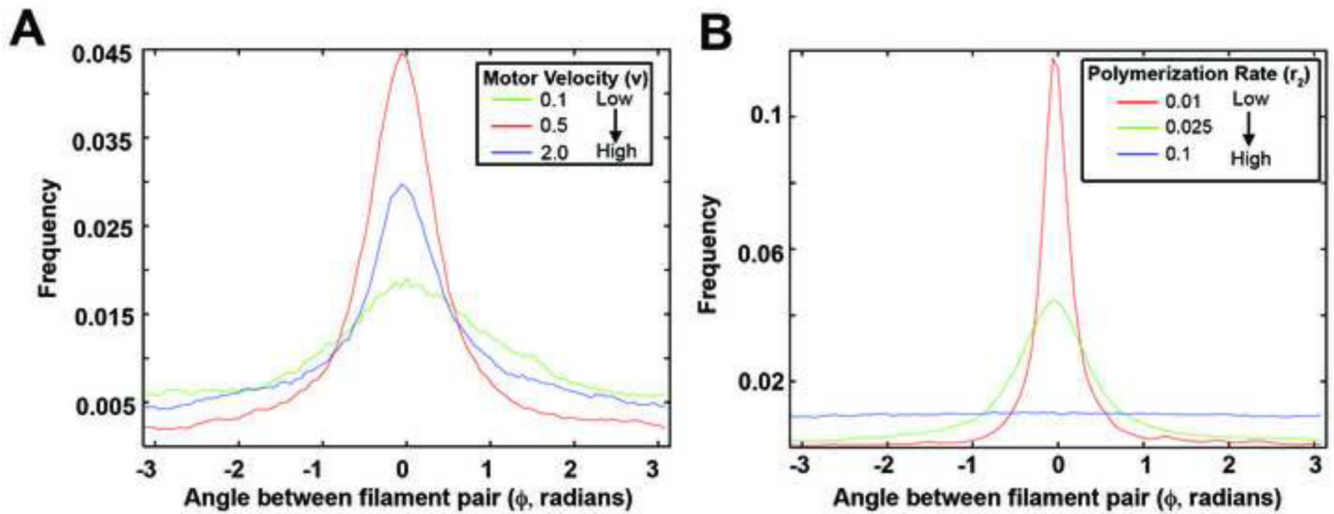 A
Motor Velocity (v)
0.1 Low
0.5
2.0 High
0.045
0.035
0.025
0.015
0.005
Frequency
-3 -2 -1 0 1 2 3
Angle between filament pair (ϕ, radians)
B
Polymerization Rate (r₂)
0.01 Low
0.025
0.1 High
0.1
0.06
0.02
Frequency
-3 -2 -1 0 1 2 3
Angle between filament pair (ϕ, radians)